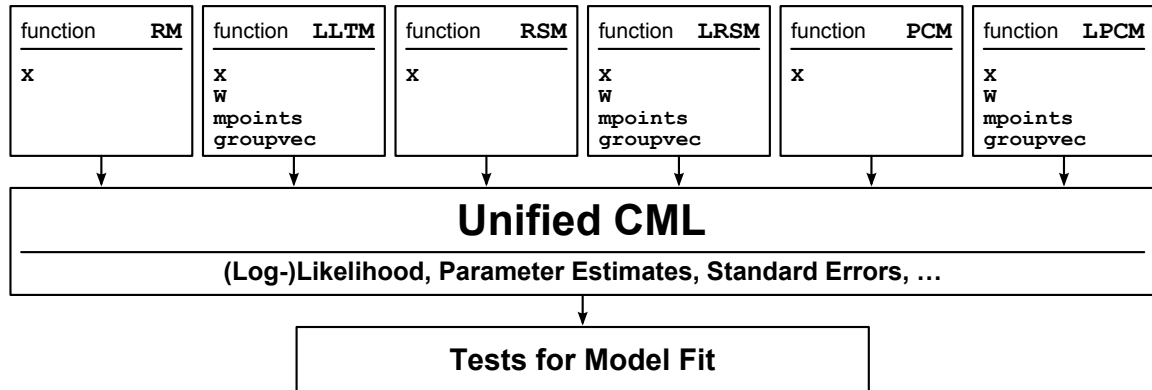 function RM function LLTM function RSM function LRSM function PCM function LPCM
X X X X X X
W W W
mpoints mpoints mpoints
groupvec groupvec groupvec
Unified CML
(Log-)Likelihood, Parameter Estimates, Standard Errors, …
Tests for Model Fit